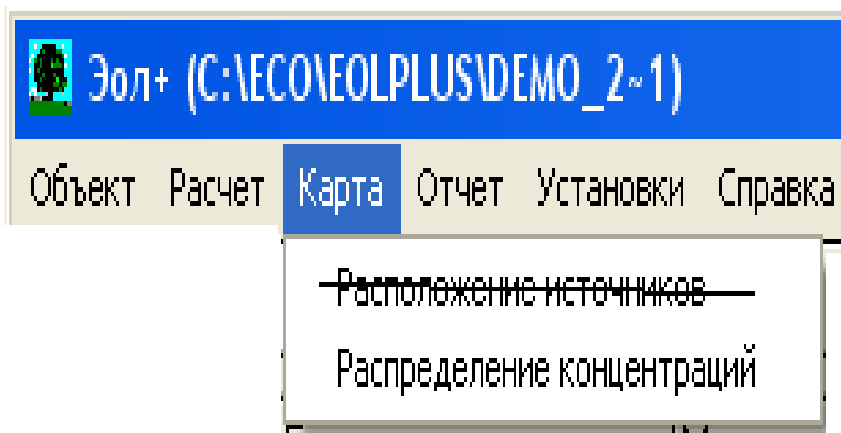 Эол+ (C:\ECO\EOLPLUS\DEMO_2~1)
Объект Расчет Карта Отчет Установки Справка
Расположение источников
Распределение концентраций